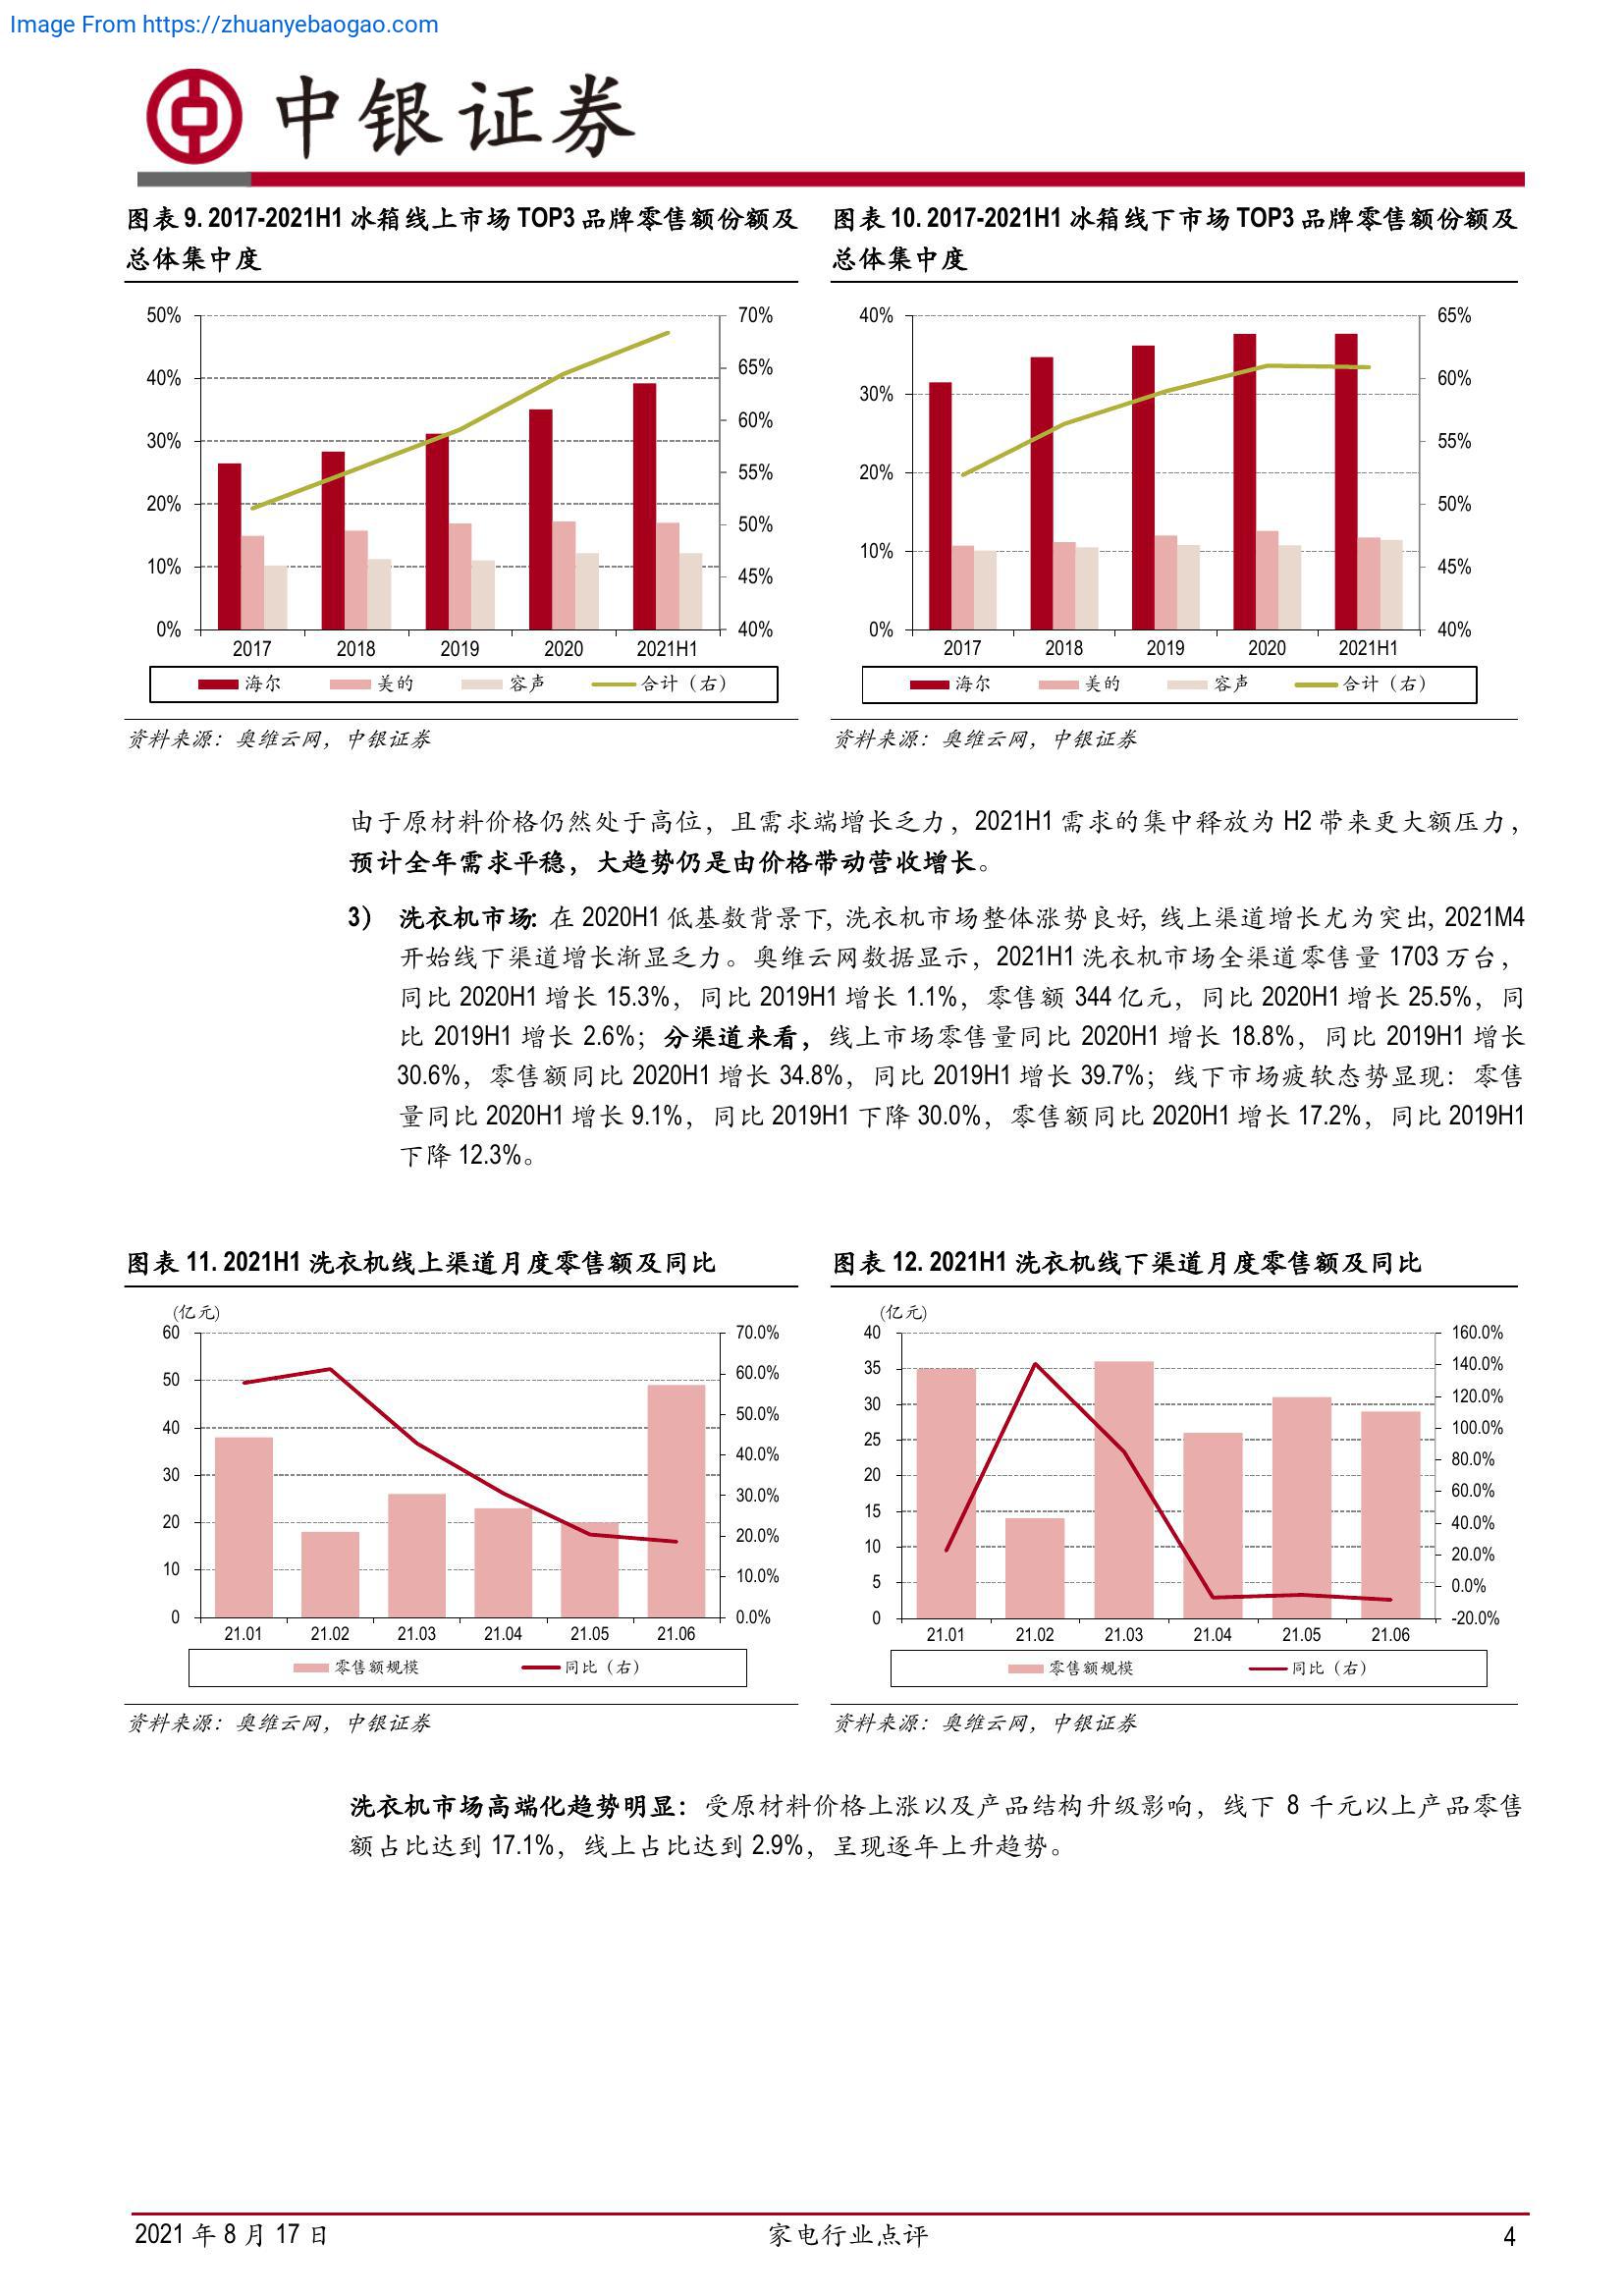 Image From https://zhuanyebaogao.com
中银证券
图表 9. 2017-2021H1 冰箱线上市场 TOP3 品牌零售额份额及
总体集中度
50%
40%
30%
20%
10%
0%
70%
65%
60%
55%
50%
45%
40%
2017 2018 2019 2020 2021H1
海尔 美的 容声 合计（右）
资料来源：奥维云网，中银证券
图表 10. 2017-2021H1 冰箱线下市场 TOP3 品牌零售额份额及
总体集中度
40%
30%
20%
10%
0%
65%
60%
55%
50%
45%
40%
2017 2018 2019 2020 2021H1
海尔 美的 容声 合计（右）
资料来源：奥维云网，中银证券
由于原材料价格仍然处于高位，且需求端增长乏力，2021H1 需求的集中释放为 H2 带来更大额压力，
预计全年需求平稳，大趋势仍是由价格带动营收增长。
3） 洗衣机市场: 在 2020H1 低基数背景下, 洗衣机市场整体涨势良好, 线上渠道增长尤为突出, 2021M4
开始线下渠道增长渐显乏力。奥维云网数据显示，2021H1 洗衣机市场全渠道零售量 1703 万台，
同比 2020H1 增长 15.3%，同比 2019H1 增长 1.1%，零售额 344 亿元，同比 2020H1 增长 25.5%，同
比 2019H1 增长 2.6%；分渠道来看，线上市场零售量同比 2020H1 增长 18.8%，同比 2019H1 增长
30.6%，零售额同比 2020H1 增长 34.8%，同比 2019H1 增长 39.7%；线下市场疲软态势显现：零售
量同比 2020H1 增长 9.1%，同比 2019H1 下降 30.0%，零售额同比 2020H1 增长 17.2%，同比 2019H1
下降 12.3%。
图表 11. 2021H1 洗衣机线上渠道月度零售额及同比
(亿元)
60
50
40
30
20
10
0
70.0%
60.0%
50.0%
40.0%
30.0%
20.0%
10.0%
0.0%
21.01 21.02 21.03 21.04 21.05 21.06
零售额规模 同比（右）
资料来源：奥维云网，中银证券
图表 12. 2021H1 洗衣机线下渠道月度零售额及同比
(亿元)
40
35
30
25
20
15
10
5
0
160.0%
140.0%
120.0%
100.0%
80.0%
60.0%
40.0%
20.0%
0.0%
-20.0%
21.01 21.02 21.03 21.04 21.05 21.06
零售额规模 同比（右）
资料来源：奥维云网，中银证券
洗衣机市场高端化趋势明显：受原材料价格上涨以及产品结构升级影响，线下 8 千元以上产品零售
额占比达到 17.1%，线上占比达到 2.9%，呈现逐年上升趋势。
2021 年 8 月 17 日 家电行业点评 4